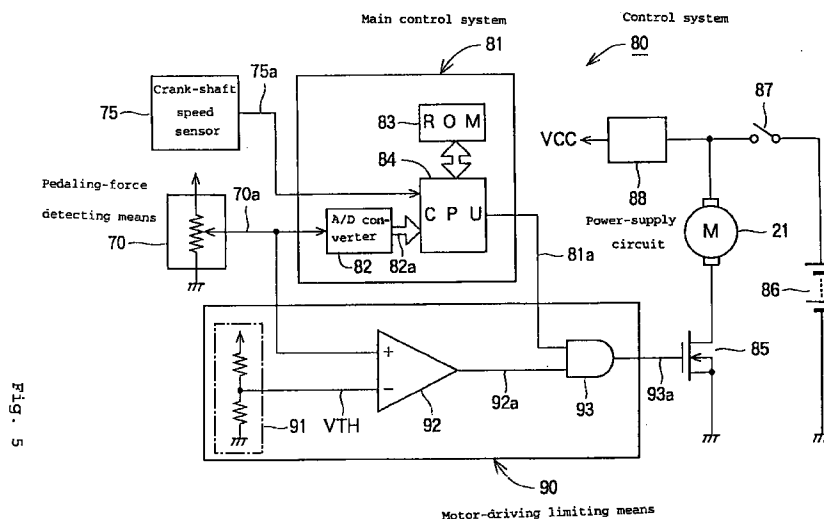 Main control system
Control system
81
80
75a
75
Crank-shaft
speed
sensor
83
R O M
87
84
VCC
88
Pedaling-force
detecting means
70a
70
A/D con-
verter
82
82a
C P U
Power-supply
circuit
M
21
81a
86
85
+
−
92
92a
93
93a
91
VTH
90
Motor-driving limiting means
Fig. 5